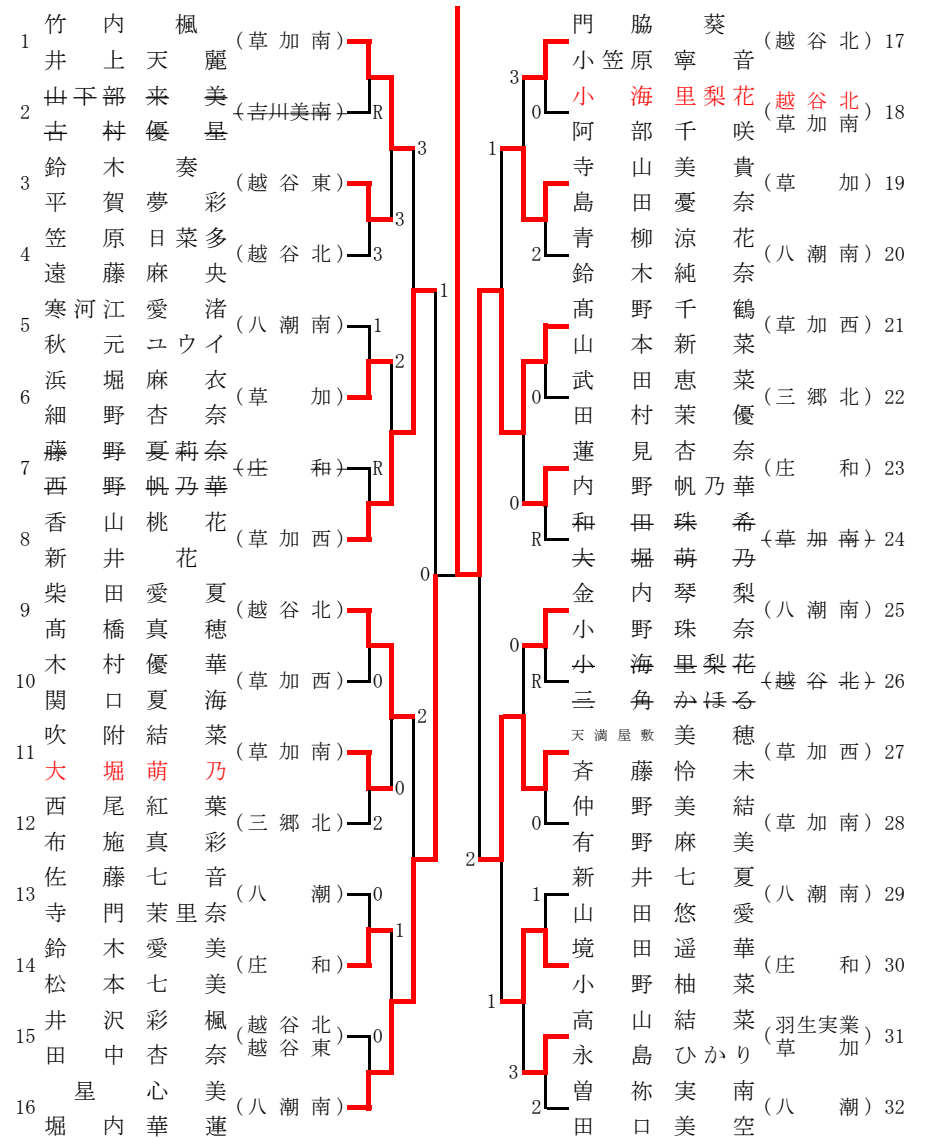 1 竹内楓 (草加南)
井上天麗
2 山下部来美 (吉川美南) R
古村優星
3
3 鈴木奏 (越谷東)
平賀夢彩
3
4 笠原日菜多 (越谷北) 3
遠藤麻央
1
5 寒河江愛渚 (八潮南) 1
秋元ユウイ
2
6 浜堀麻衣 (草加)
細野杏奈
7 藤野夏莉奈 (庄和) R
西野帆乃華
8 香山桃花 (草加西)
新井花
0
9 柴田愛夏 (越谷北)
髙橋真穂
10 木村優華 (草加西) 0
関口夏海
2
11 吹附結菜 (草加南)
大堀萌乃
0
12 西尾紅葉 (三郷北) 2
布施真彩
13 佐藤七音 (八潮) 0
寺門茉里奈
1
14 鈴木愛美 (庄和)
松本七美
15 井沢彩楓 (越谷北 越谷東) 0
田中杏奈
16 星心美 (八潮南)
堀内華蓮
門脇葵 (越谷北) 17
小笠原寧音
3
0 小海里梨花 (越谷北 草加南) 18
阿部千咲
1
寺山美貴 (草加) 19
島田憂奈
2 青柳涼花 (八潮南) 20
鈴木純奈
髙野千鶴 (草加西) 21
山本新菜
0 武田恵菜 (三郷北) 22
田村茉優
蓮見杏奈 (庄和) 23
内野帆乃華
0
R 和田珠希 (草加南) 24
大堀萌乃
金内琴梨 (八潮南) 25
小野珠奈
0
R 小海里梨花 (越谷北) 26
三角かほる
天満屋敷美穂 (草加西) 27
斉藤怜未
0 仲野美結 (草加南) 28
有野麻美
2
1 新井七夏 (八潮南) 29
山田悠愛
境田遥華 (庄和) 30
小野柚菜
1
高山結菜 (羽生実業 草加) 31
永島ひかり
3
2 曽祢実南 (八潮) 32
田口美空